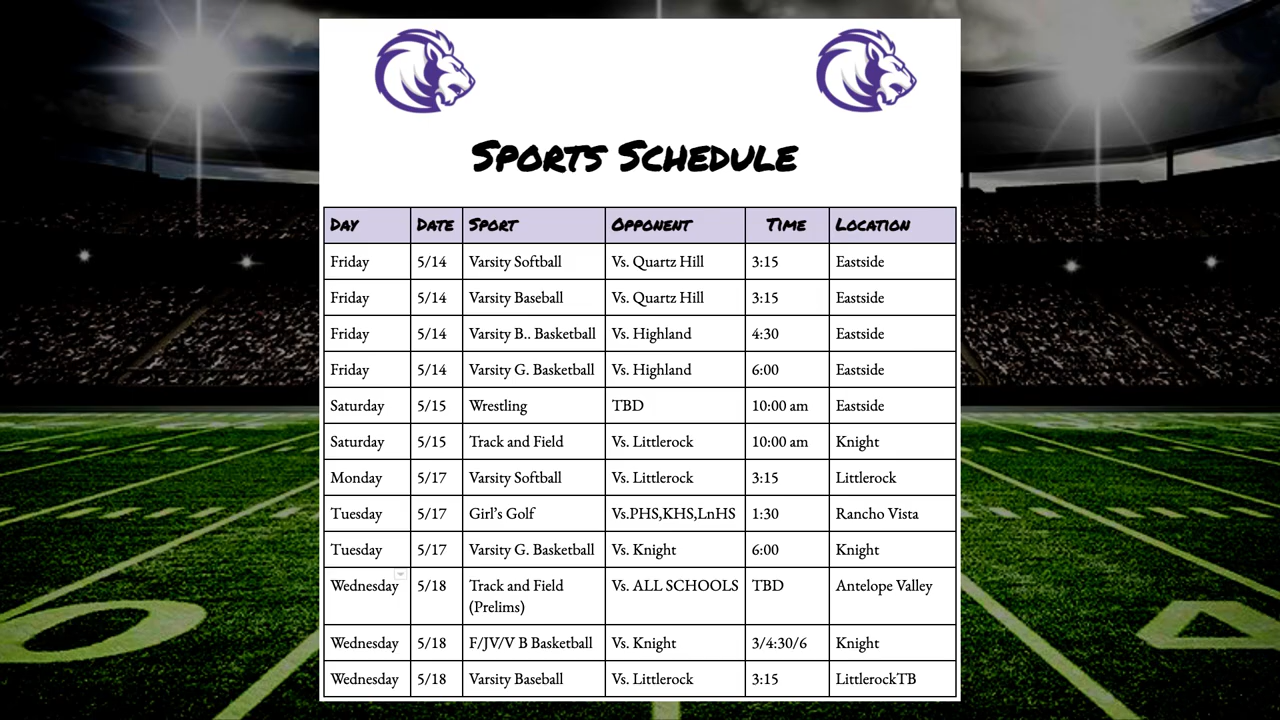 Sports Schedule
Day Date Sport Opponent Time Location
Friday 5/14 Varsity Softball Vs. Quartz Hill 3:15 Eastside
Friday 5/14 Varsity Baseball Vs. Quartz Hill 3:15 Eastside
Friday 5/14 Varsity B.. Basketball Vs. Highland 4:30 Eastside
Friday 5/14 Varsity G. Basketball Vs. Highland 6:00 Eastside
Saturday 5/15 Wrestling TBD 10:00 am Eastside
Saturday 5/15 Track and Field Vs. Littlerock 10:00 am Knight
Monday 5/17 Varsity Softball Vs. Littlerock 3:15 Littlerock
Tuesday 5/17 Girl's Golf Vs.PHS,KHS,LnHS 1:30 Rancho Vista
Tuesday 5/17 Varsity G. Basketball Vs. Knight 6:00 Knight
Wednesday 5/18 Track and Field Vs. ALL SCHOOLS TBD Antelope Valley
(Prelims)
Wednesday 5/18 F/JV/V B Basketball Vs. Knight 3/4:30/6 Knight
Wednesday 5/18 Varsity Baseball Vs. Littlerock 3:15 LittlerockTB